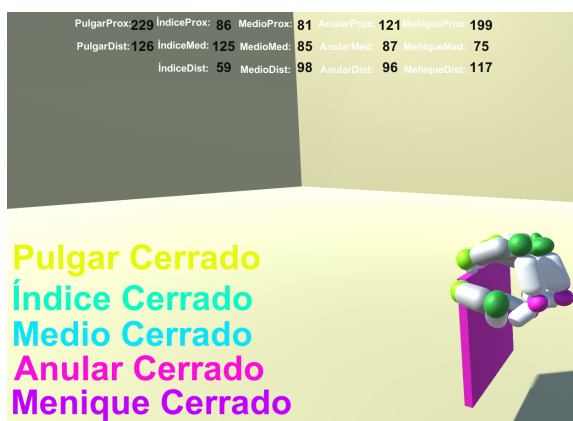 PulgarProx: 229 ÍndiceProx: 86 MedioProx: 81 AnularProx: 121 MeñiqueProx: 199
PulgarDist: 126 ÍndiceMed: 125 MedioMed: 85 AnularMed: 87 MeñiqueMed: 75
ÍndiceDist: 59 MedioDist: 98 AnularDist: 96 MeñiqueDist: 117
Pulgar Cerrado
Índice Cerrado
Medio Cerrado
Anular Cerrado
Menique Cerrado